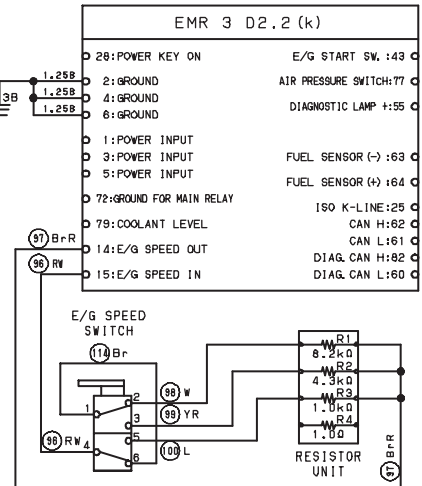 EMR 3 D2.2(k)
28:POWER KEY ON
E/G START SW. :43
1.25B
2:GROUND
AIR PRESSURE SWITCH:77
3B
1.25B
4:GROUND
DIAGNOSTIC LAMP +:55
1.25B
6:GROUND
1:POWER INPUT
3:POWER INPUT
FUEL SENSOR(-) :63
5:POWER INPUT
FUEL SENSOR(+) :64
72:GROUND FOR MAIN RELAY
ISO K-LINE:25
79:COOLANT LEVEL
CAN H:62
97 BrR
14:E/G SPEED OUT
CAN L:61
DIAG. CAN H:82
96 RW
15:E/G SPEED IN
DIAG. CAN L:60
E/G SPEED
SWITCH
114 Br
R1
8.2kΩ
R2
4.3kΩ
R3
1.0kΩ
R4
1.0Ω
98 W
2
1
99 YR
3
98 RW 4
5
100 L
6
RESISTOR
UNIT
97 BrR